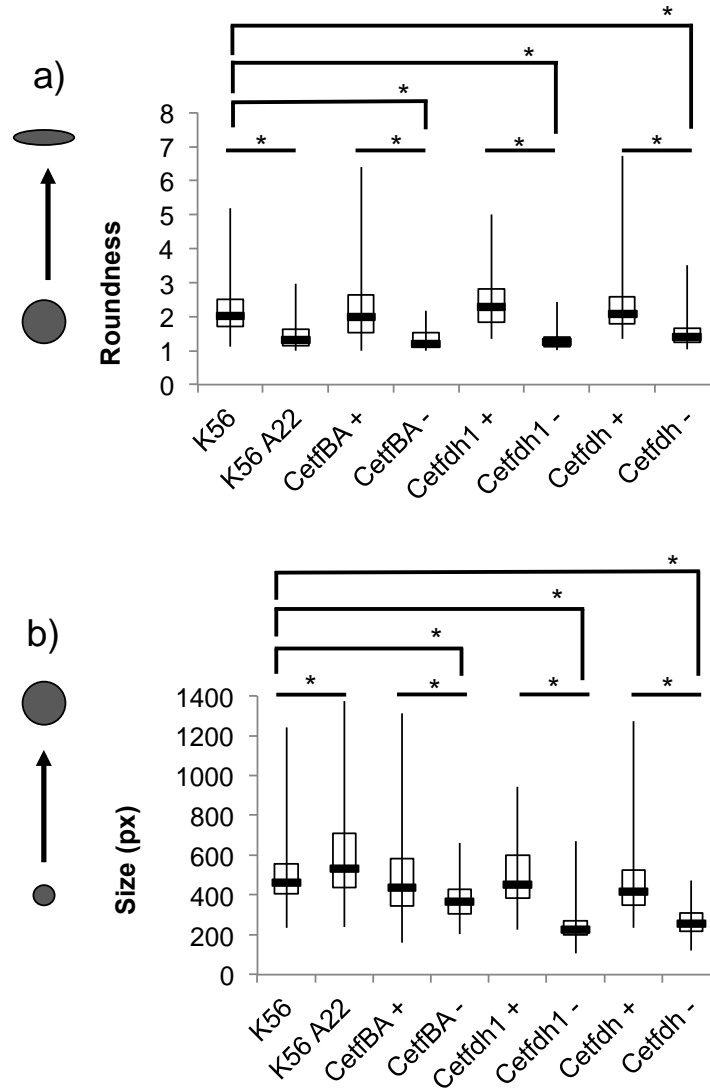 a)
*
*
*
*
*
*
*
Roundness
8
7
6
5
4
3
2
1
0
K56
K56 A22
CetfBA +
CetfBA -
Cetfdh1 +
Cetfdh1 -
Cetfdh +
Cetfdh -
b)
*
*
*
*
*
*
*
Size (px)
1400
1200
1000
800
600
400
200
0
K56
K56 A22
CetfBA +
CetfBA -
Cetfdh1 +
Cetfdh1 -
Cetfdh +
Cetfdh -